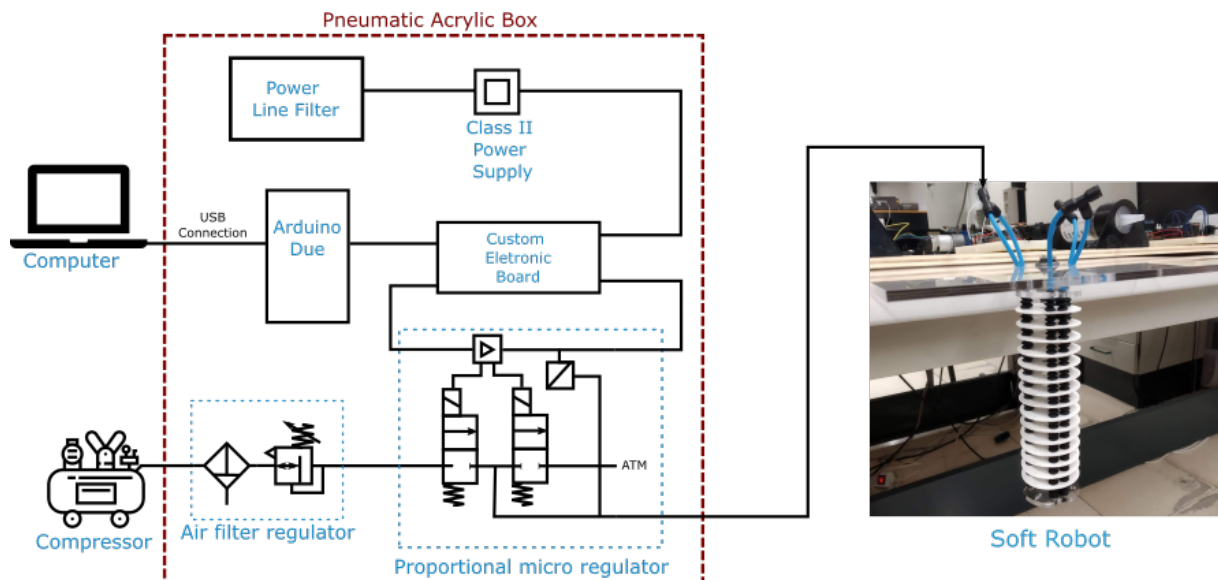 Pneumatic Acrylic Box
Power
Line Filter
Class II
Power
Supply
USB
Connection
Arduino
Due
Custom
Eletronic
Board
Computer
ATM
Compressor
Air filter regulator
Proportional micro regulator
Soft Robot